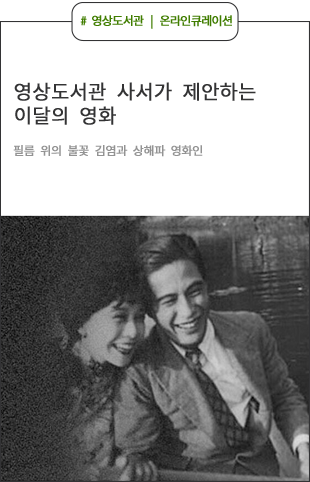 # 영상도서관 | 온라인큐레이션
영상도서관 사서가 제안하는
이달의 영화
필름 위의 불꽃 김염과 상해파 영화인